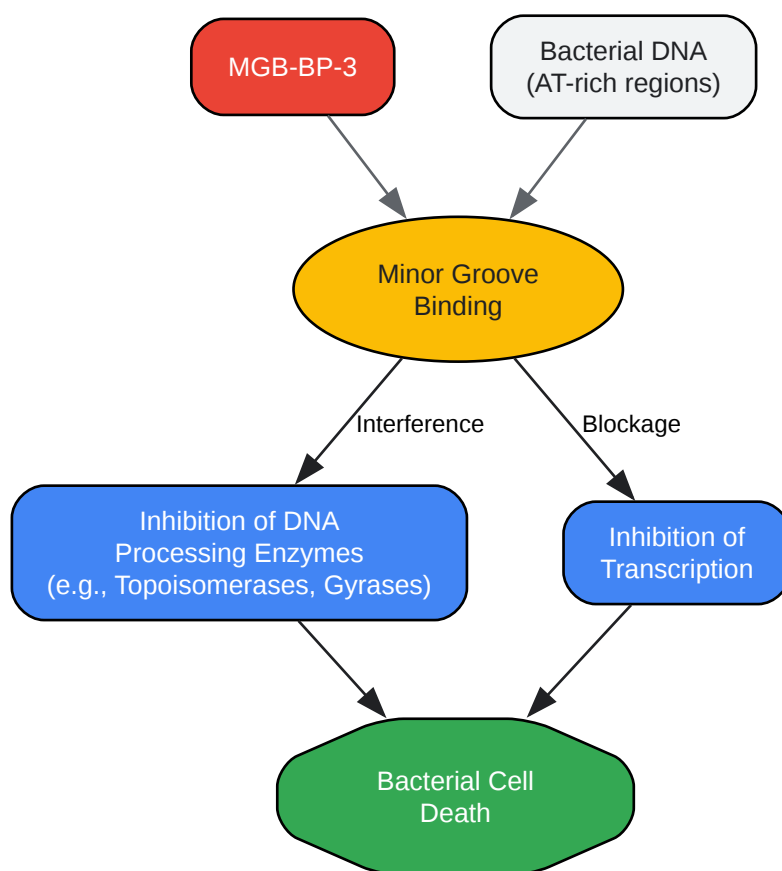 MGB-BP-3
Bacterial DNA
(AT-rich regions)
Minor Groove
Binding
Interference
Blockage
Inhibition of DNA
Processing Enzymes
(e.g., Topoisomerases, Gyrases)
Inhibition of
Transcription
Bacterial Cell
Death